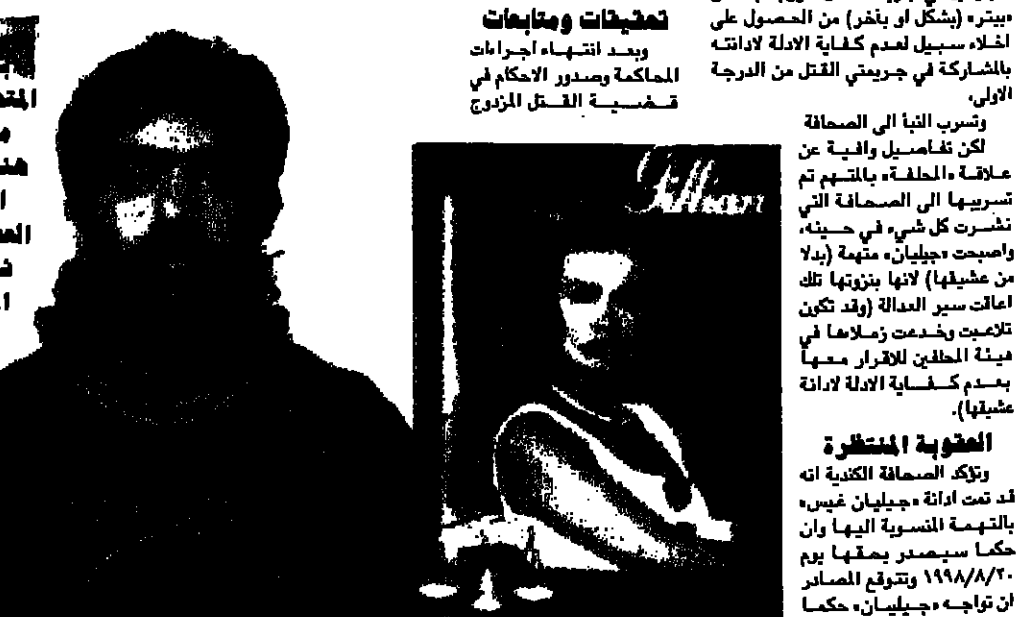 «بيتر» (بشكل او بآخر) من الحصول على
اخلاء سبيل لعدم كفاية الادلة لادانته
بالمشاركة في جريمتي القتل من الدرجة
الاولى.
وتسرب النبأ الى الصحافة
لكن تفاصيل وافية عن
علاقة «المحلفة» بالمتهم تم
تسريبها الى الصحافة التي
نشرت كل شيء في حينه،
واصبحت «جيليان» متهمة (بدلا
من عشيقها) لانها بنزوتها تلك
اعاقت سير العدالة (وقد تكون
تلاعبت وخدعت زملاءها في
هيئة المحلفين للاقرار معها
بعدم كفاية الادلة لادانة
عشيقها).
العقوبة المنتظرة
وتؤكد الصحافة الكندية انه
قد تمت ادانة «جيليان غيس»
بالتهمة المنسوبة اليها وان
حكما سيصدر بحقها يوم
١٩٩٨/٨/٢٠ وتتوقع المصادر
ان تواجه «جيليان» حكما
تحقيقات ومتابعات
وبعد انتهاء اجراءات
المحاكمة وصدور الاحكام في
قضية القتل المزدوج
Gillian